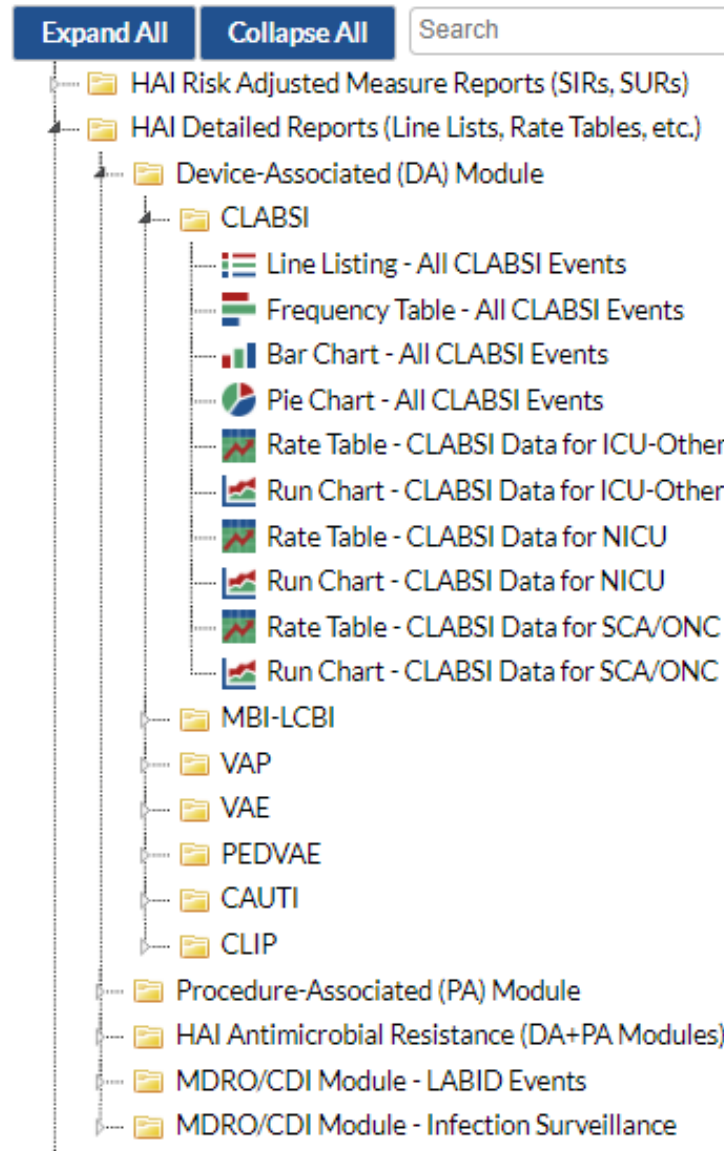 Expand All Collapse All Search
HAI Risk Adjusted Measure Reports (SIRs, SURs)
HAI Detailed Reports (Line Lists, Rate Tables, etc.)
Device-Associated (DA) Module
CLABSI
Line Listing - All CLABSI Events
Frequency Table - All CLABSI Events
Bar Chart - All CLABSI Events
Pie Chart - All CLABSI Events
Rate Table - CLABSI Data for ICU-Other
Run Chart - CLABSI Data for ICU-Other
Rate Table - CLABSI Data for NICU
Run Chart - CLABSI Data for NICU
Rate Table - CLABSI Data for SCA/ONC
Run Chart - CLABSI Data for SCA/ONC
MBI-LCBI
VAP
VAE
PEDVAE
CAUTI
CLIP
Procedure-Associated (PA) Module
HAI Antimicrobial Resistance (DA+PA Modules)
MDRO/CDI Module - LABID Events
MDRO/CDI Module - Infection Surveillance